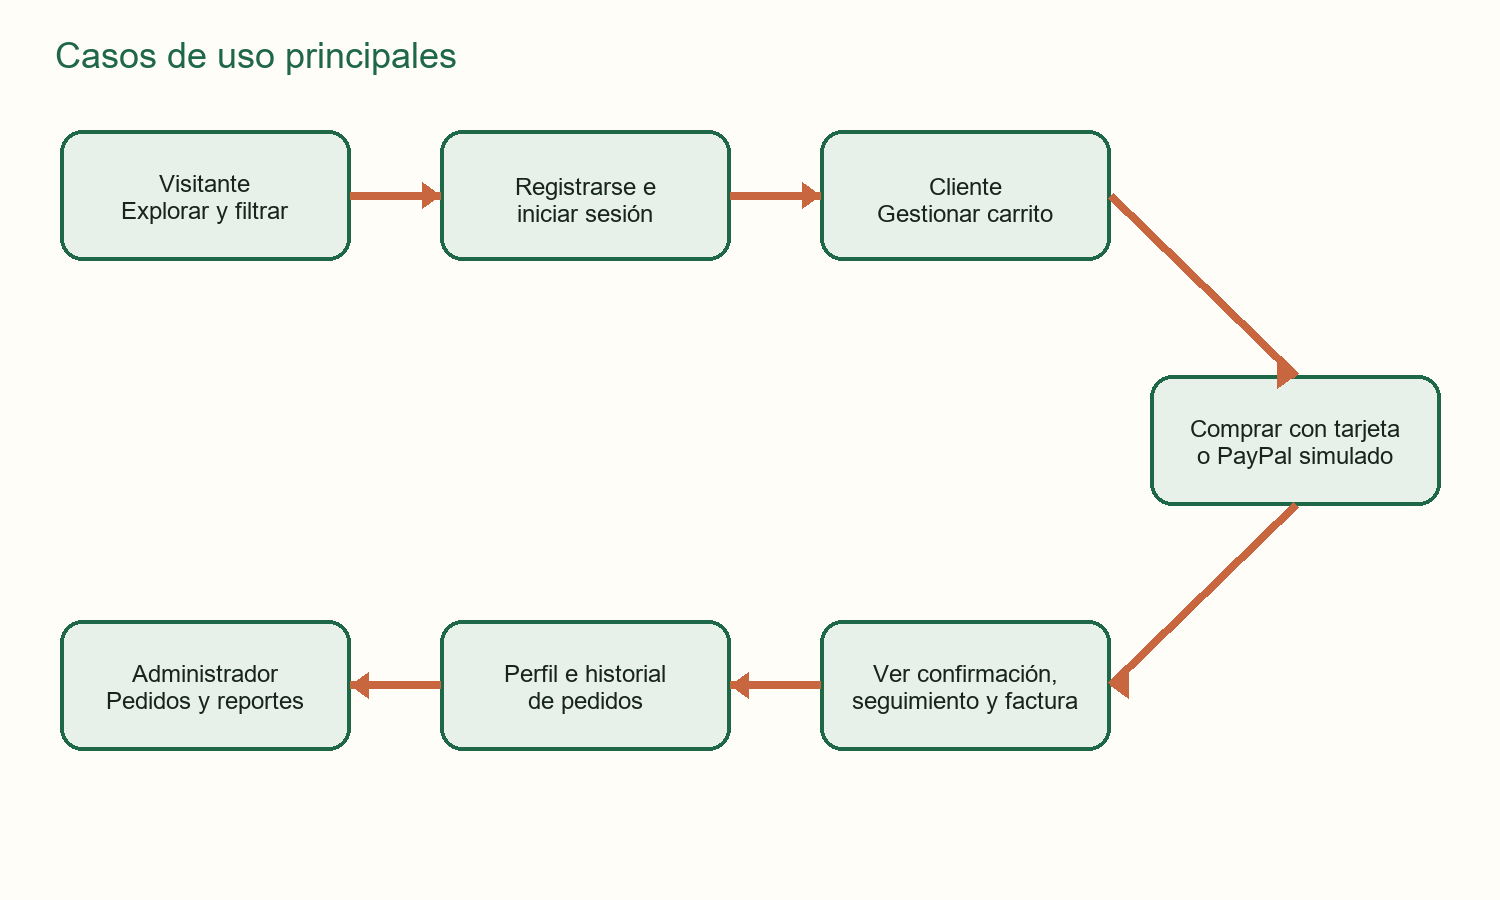 Casos de uso principales
Visitante
Explorar y filtrar
Registrarse e
iniciar sesión
Cliente
Gestionar carrito
Comprar con tarjeta
o PayPal simulado
Ver confirmación,
seguimiento y factura
Perfil e historial
de pedidos
Administrador
Pedidos y reportes